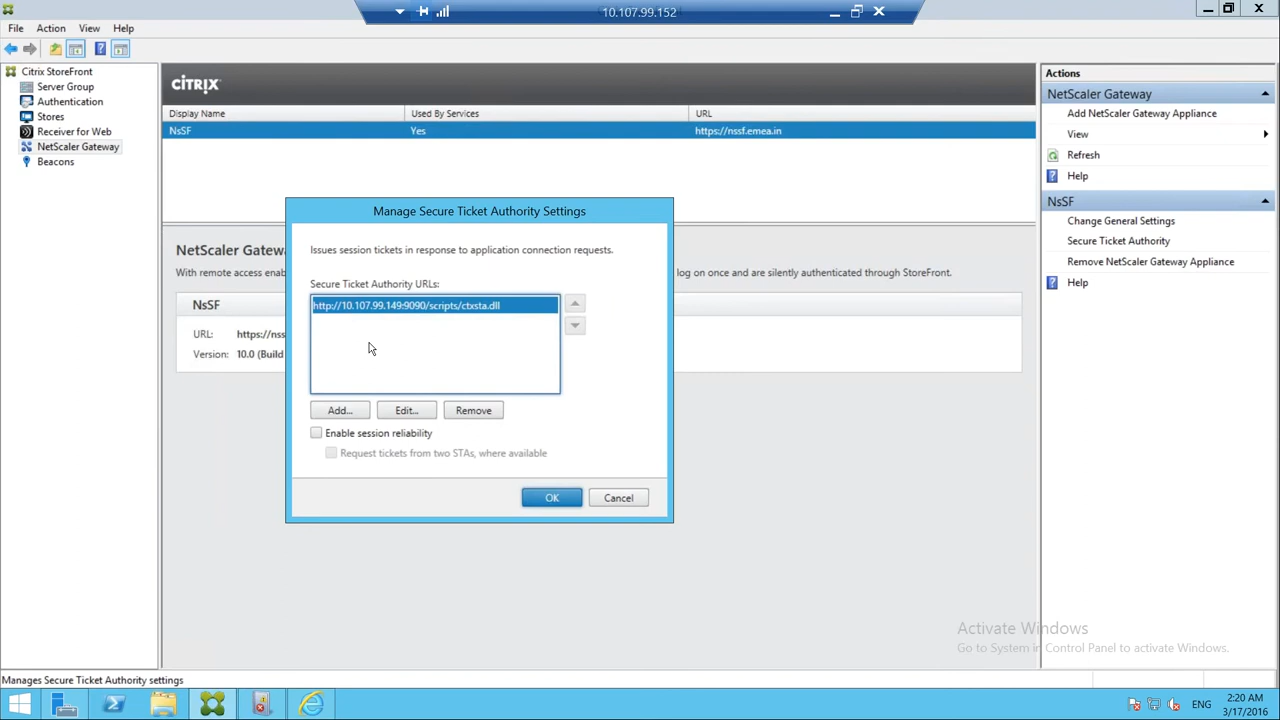 10.107.99.152
File Action View Help
Citrix StoreFront
Server Group
Authentication
Stores
Receiver for Web
NetScaler Gateway
Beacons
CITRIX
Display Name Used By Services URL
NsSF Yes https://nssf.emea.in
NetScaler Gatewa
With remote access enab log on once and are silently authenticated through StoreFront.
NsSF
URL: https://nss
Version: 10.0 (Build
Manage Secure Ticket Authority Settings
Issues session tickets in response to application connection requests.
Secure Ticket Authority URLs:
http://10.107.99.149:9090/scripts/ctxsta.dll
Add... Edit... Remove
Enable session reliability
Request tickets from two STAs, where available
OK Cancel
Actions
NetScaler Gateway
Add NetScaler Gateway Appliance
View
Refresh
Help
NsSF
Change General Settings
Secure Ticket Authority
Remove NetScaler Gateway Appliance
Help
Activate Windows
Go to System in Control Panel to activate Windows.
Manages Secure Ticket Authority settings
ENG
2:20 AM
3/17/2016